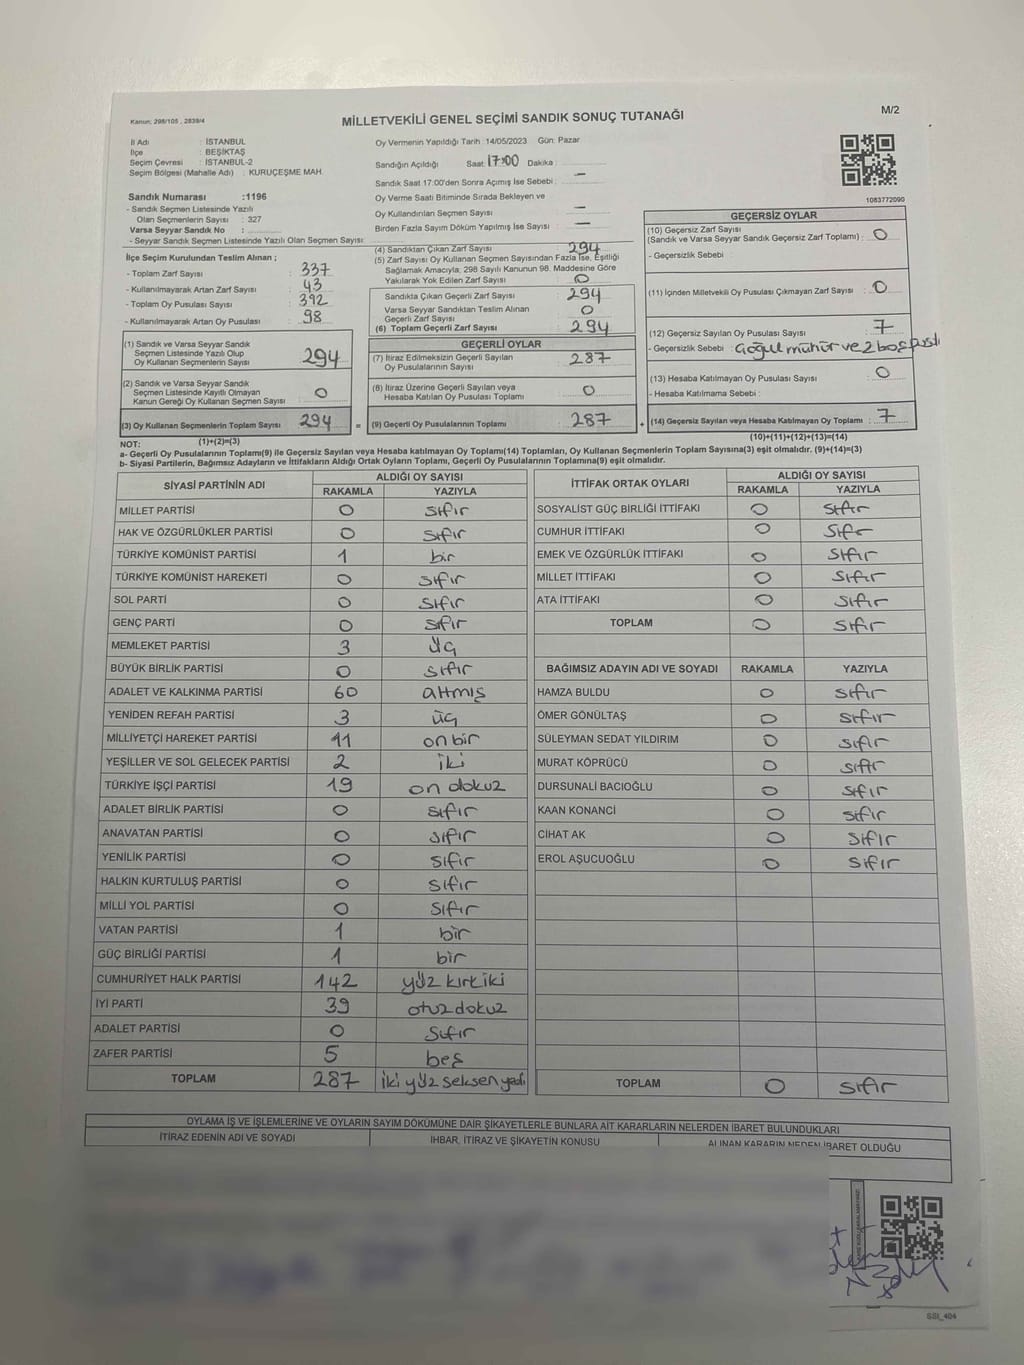 Kanun: 298/105 , 2839/4
MİLLETVEKİLİ GENEL SEÇİMİ SANDIK SONUÇ TUTANAĞI
M/2
İl Adı : İSTANBUL
İlçe : BEŞİKTAŞ
Seçim Çevresi : İSTANBUL-2
Seçim Bölgesi (Mahalle Adı) : KURUÇEŞME MAH.
Sandık Numarası :1196
- Sandık Seçmen Listesinde Yazılı
Olan Seçmenlerin Sayısı : 327
Varsa Seyyar Sandık No :
- Seyyar Sandık Seçmen Listesinde Yazılı Olan Seçmen Sayısı:
Oy Vermenin Yapıldığı Tarih: 14/05/2023 Gün: Pazar
Sandığın Açıldığı Saat: 17:00 Dakika:
Sandık Saat 17:00'den Sonra Açımış İse Sebebi: —
Oy Verme Saati Bitiminde Sırada Bekleyen ve
Oy Kullandırılan Seçmen Sayısı —
Birden Fazla Sayım Döküm Yapılmış İse Sayısı —
1083772090
İlçe Seçim Kurulundan Teslim Alınan ;
- Toplam Zarf Sayısı : 337
- Kullanılmayarak Artan Zarf Sayısı : 43
- Toplam Oy Pusulası Sayısı : 392
- Kullanılmayarak Artan Oy Pusulası : 98
(1) Sandık ve Varsa Seyyar Sandık
Seçmen Listesinde Yazılı Olup
Oy Kullanan Seçmenlerin Sayısı : 294
(2) Sandık ve Varsa Seyyar Sandık
Seçmen Listesinde Kayıtlı Olmayan
Kanun Gereği Oy Kullanan Seçmen Sayısı : 0
(3) Oy Kullanan Seçmenlerin Toplam Sayısı : 294 =
(4) Sandıktan Çıkan Zarf Sayısı : 294
(5) Zarf Sayısı Oy Kullanan Seçmen Sayısından Fazla İse, Eşitliği
Sağlamak Amacıyla; 298 Sayılı Kanunun 98. Maddesine Göre
Yakılarak Yok Edilen Zarf Sayısı : 0
Sandıkta Çıkan Geçerli Zarf Sayısı : 294
Varsa Seyyar Sandıktan Teslim Alınan
Geçerli Zarf Sayısı : 0
(6) Toplam Geçerli Zarf Sayısı : 294
GEÇERLİ OYLAR
(7) İtiraz Edilmeksizin Geçerli Sayılan
Oy Pusulalarının Sayısı : 287
(8) İtiraz Üzerine Geçerli Sayılan veya
Hesaba Katılan Oy Pusulası Toplamı : 0
(9) Geçerli Oy Pusulalarının Toplamı : 287 +
GEÇERSİZ OYLAR
(10) Geçersiz Zarf Sayısı
(Sandık ve Varsa Seyyar Sandık Geçersiz Zarf Toplamı) : 0
- Geçersizlik Sebebi :
(11) İçinden Milletvekili Oy Pusulası Çıkmayan Zarf Sayısı : 0
(12) Geçersiz Sayılan Oy Pusulası Sayısı : 7
- Geçersizlik Sebebi : Çoğul mühür ve 2 boş pusl
(13) Hesaba Katılmayan Oy Pusulası Sayısı : 0
- Hesaba Katılmama Sebebi :
(14) Geçersiz Sayılan veya Hesaba Katılmayan Oy Toplamı : 7
NOT: (1)+(2)=(3) (10)+(11)+(12)+(13)=(14)
a- Geçerli Oy Pusulalarının Toplamı(9) ile Geçersiz Sayılan veya Hesaba katılmayan Oy Toplamı(14) Toplamları, Oy Kullanan Seçmenlerin Toplam Sayısına(3) eşit olmalıdır. (9)+(14)=(3)
b- Siyasi Partilerin, Bağımsız Adayların ve İttifakların Aldığı Oyların Toplamı, Geçerli Oy Pusulalarının Toplamına(9) eşit olmalıdır.
SİYASİ PARTİNİN ADI
ALDIĞI OY SAYISI
RAKAMLA YAZIYLA
MİLLET PARTİSİ 0 sıfır
HAK VE ÖZGÜRLÜKLER PARTİSİ 0 sıfır
TÜRKİYE KOMÜNİST PARTİSİ 1 bir
TÜRKİYE KOMÜNİST HAREKETİ 0 sıfır
SOL PARTİ 0 sıfır
GENÇ PARTİ 0 sıfır
MEMLEKET PARTİSİ 3 üç
BÜYÜK BİRLİK PARTİSİ 0 sıfır
ADALET VE KALKINMA PARTİSİ 60 altmış
YENİDEN REFAH PARTİSİ 3 üç
MİLLİYETÇİ HAREKET PARTİSİ 11 on bir
YEŞİLLER VE SOL GELECEK PARTİSİ 2 iki
TÜRKİYE İŞÇİ PARTİSİ 19 on dokuz
ADALET BİRLİK PARTİSİ 0 sıfır
ANAVATAN PARTİSİ 0 sıfır
YENİLİK PARTİSİ 0 sıfır
HALKIN KURTULUŞ PARTİSİ 0 sıfır
MİLLİ YOL PARTİSİ 0 sıfır
VATAN PARTİSİ 1 bir
GÜÇ BİRLİĞİ PARTİSİ 1 bir
CUMHURİYET HALK PARTİSİ 142 yüz kırk iki
İYİ PARTİ 39 otuz dokuz
ADALET PARTİSİ 0 sıfır
ZAFER PARTİSİ 5 beş
TOPLAM 287 iki yüz seksen yedi
İTTİFAK ORTAK OYLARI
ALDIĞI OY SAYISI
RAKAMLA YAZIYLA
SOSYALİST GÜÇ BİRLİĞİ İTTİFAKI 0 sıfır
CUMHUR İTTİFAKI 0 sıfır
EMEK VE ÖZGÜRLÜK İTTİFAKI 0 sıfır
MİLLET İTTİFAKI 0 sıfır
ATA İTTİFAKI 0 sıfır
TOPLAM 0 sıfır
BAĞIMSIZ ADAYIN ADI VE SOYADI RAKAMLA YAZIYLA
HAMZA BULDU 0 sıfır
ÖMER GÖNÜLTAŞ 0 sıfır
SÜLEYMAN SEDAT YILDIRIM 0 sıfır
MURAT KÖPRÜCÜ 0 sıfır
DURSUNALİ BACIOĞLU 0 sıfır
KAAN KONANCİ 0 sıfır
CİHAT AK 0 sıfır
EROL AŞUCUOĞLU 0 sıfır
TOPLAM 0 sıfır
OYLAMA İŞ VE İŞLEMLERİNE VE OYLARIN SAYIM DÖKÜMÜNE DAİR ŞİKAYETLERLE BUNLARA AİT KARARLARIN NELERDEN İBARET BULUNDUKLARI
İTİRAZ EDENİN ADI VE SOYADI İHBAR, İTİRAZ VE ŞİKAYETİN KONUSU ALINAN KARARIN NEDEN İBARET OLDUĞU
SSI_404